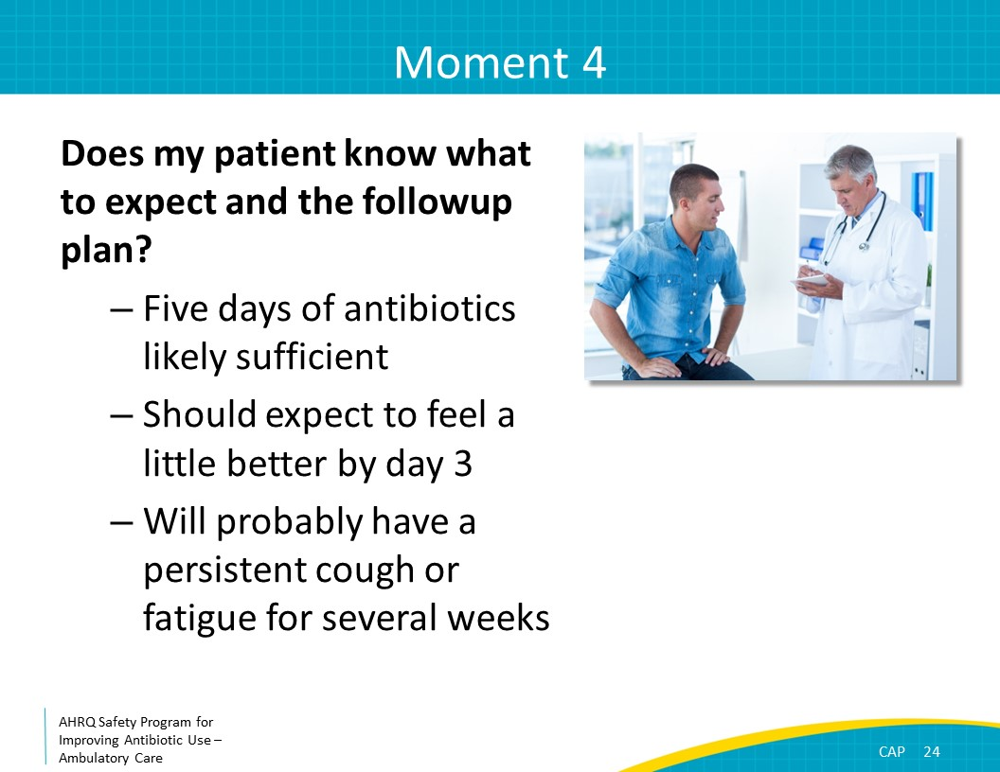 Moment 4
Does my patient know what
to expect and the followup
plan?
– Five days of antibiotics
likely sufficient
– Should expect to feel a
little better by day 3
– Will probably have a
persistent cough or
fatigue for several weeks
AHRQ Safety Program for
Improving Antibiotic Use –
Ambulatory Care
CAP 24